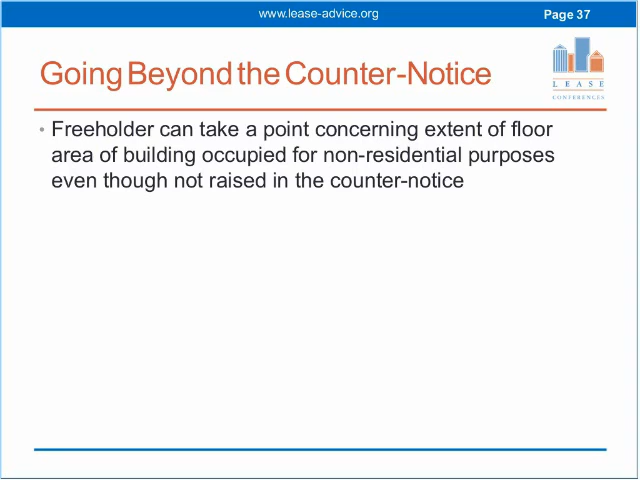 www.lease-advice.org
Page 37
Going Beyond the Counter-Notice
LEASE
CONFERENCES
• Freeholder can take a point concerning extent of floor
area of building occupied for non-residential purposes
even though not raised in the counter-notice